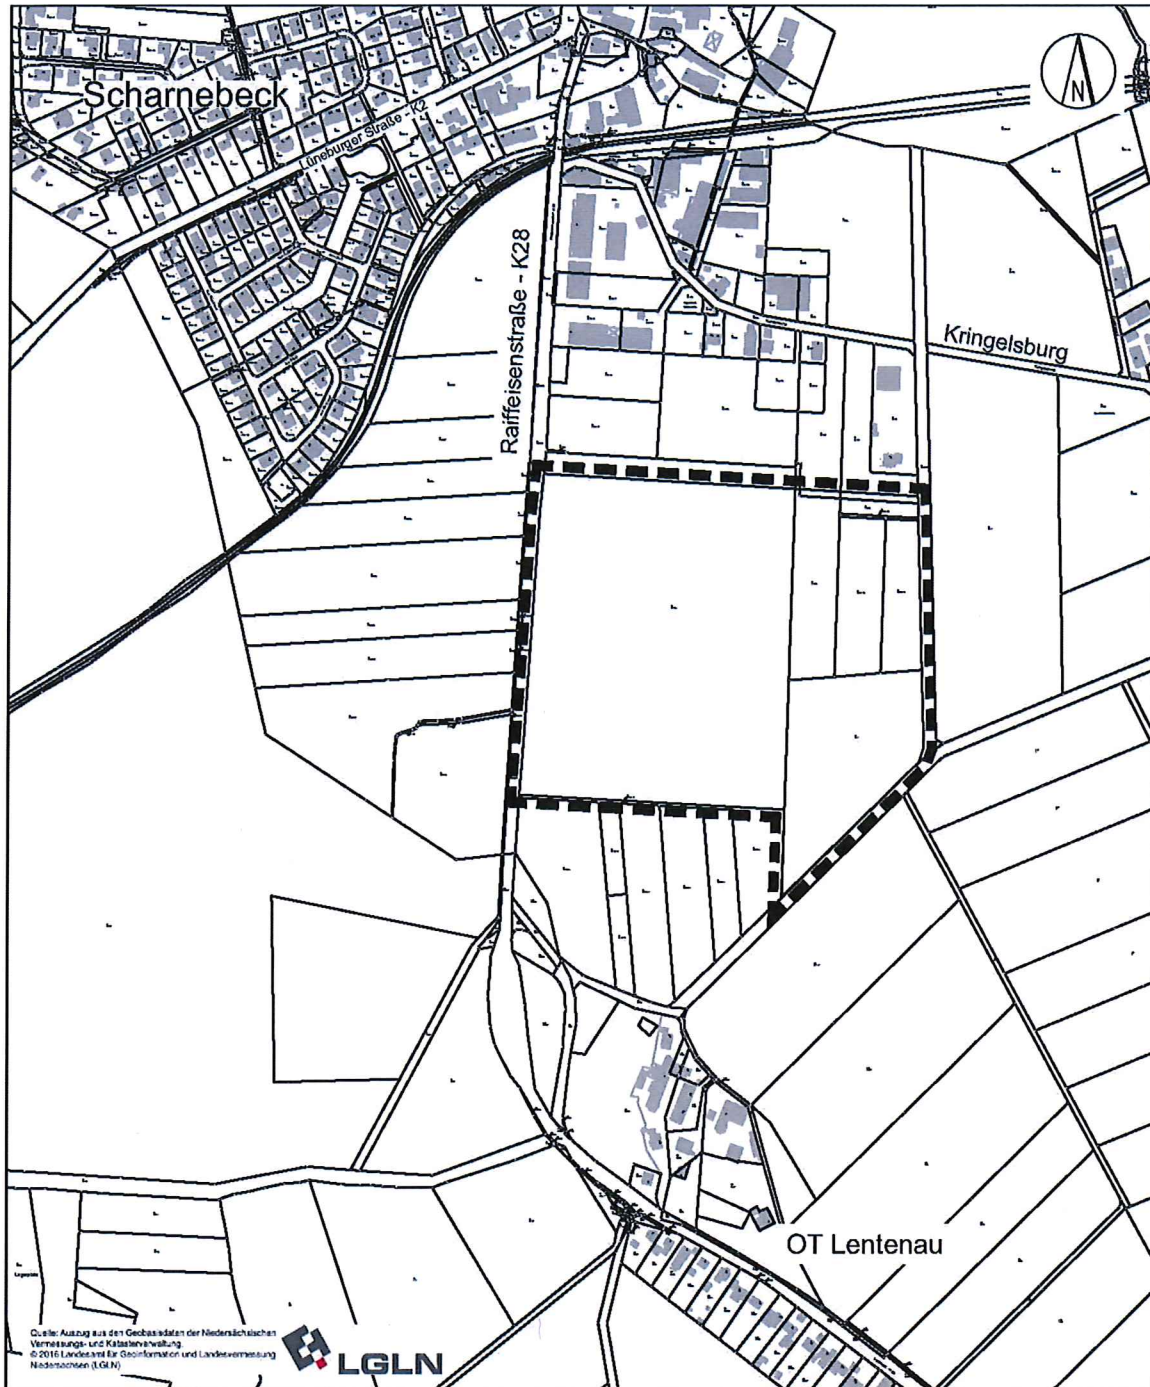 Scharnebeck
Lüneburger Straße - K2
N
Raiffeisenstraße - K28
Kringelsburg
OT Lentenau
Quelle: Auszug aus den Geobasisdaten der Niedersächsischen
Vermessungs- und Katasterverwaltung.
© 2016 Landesamt für Geoinformation und Landesvermessung
Niedersachsen (LGLN)
LGLN